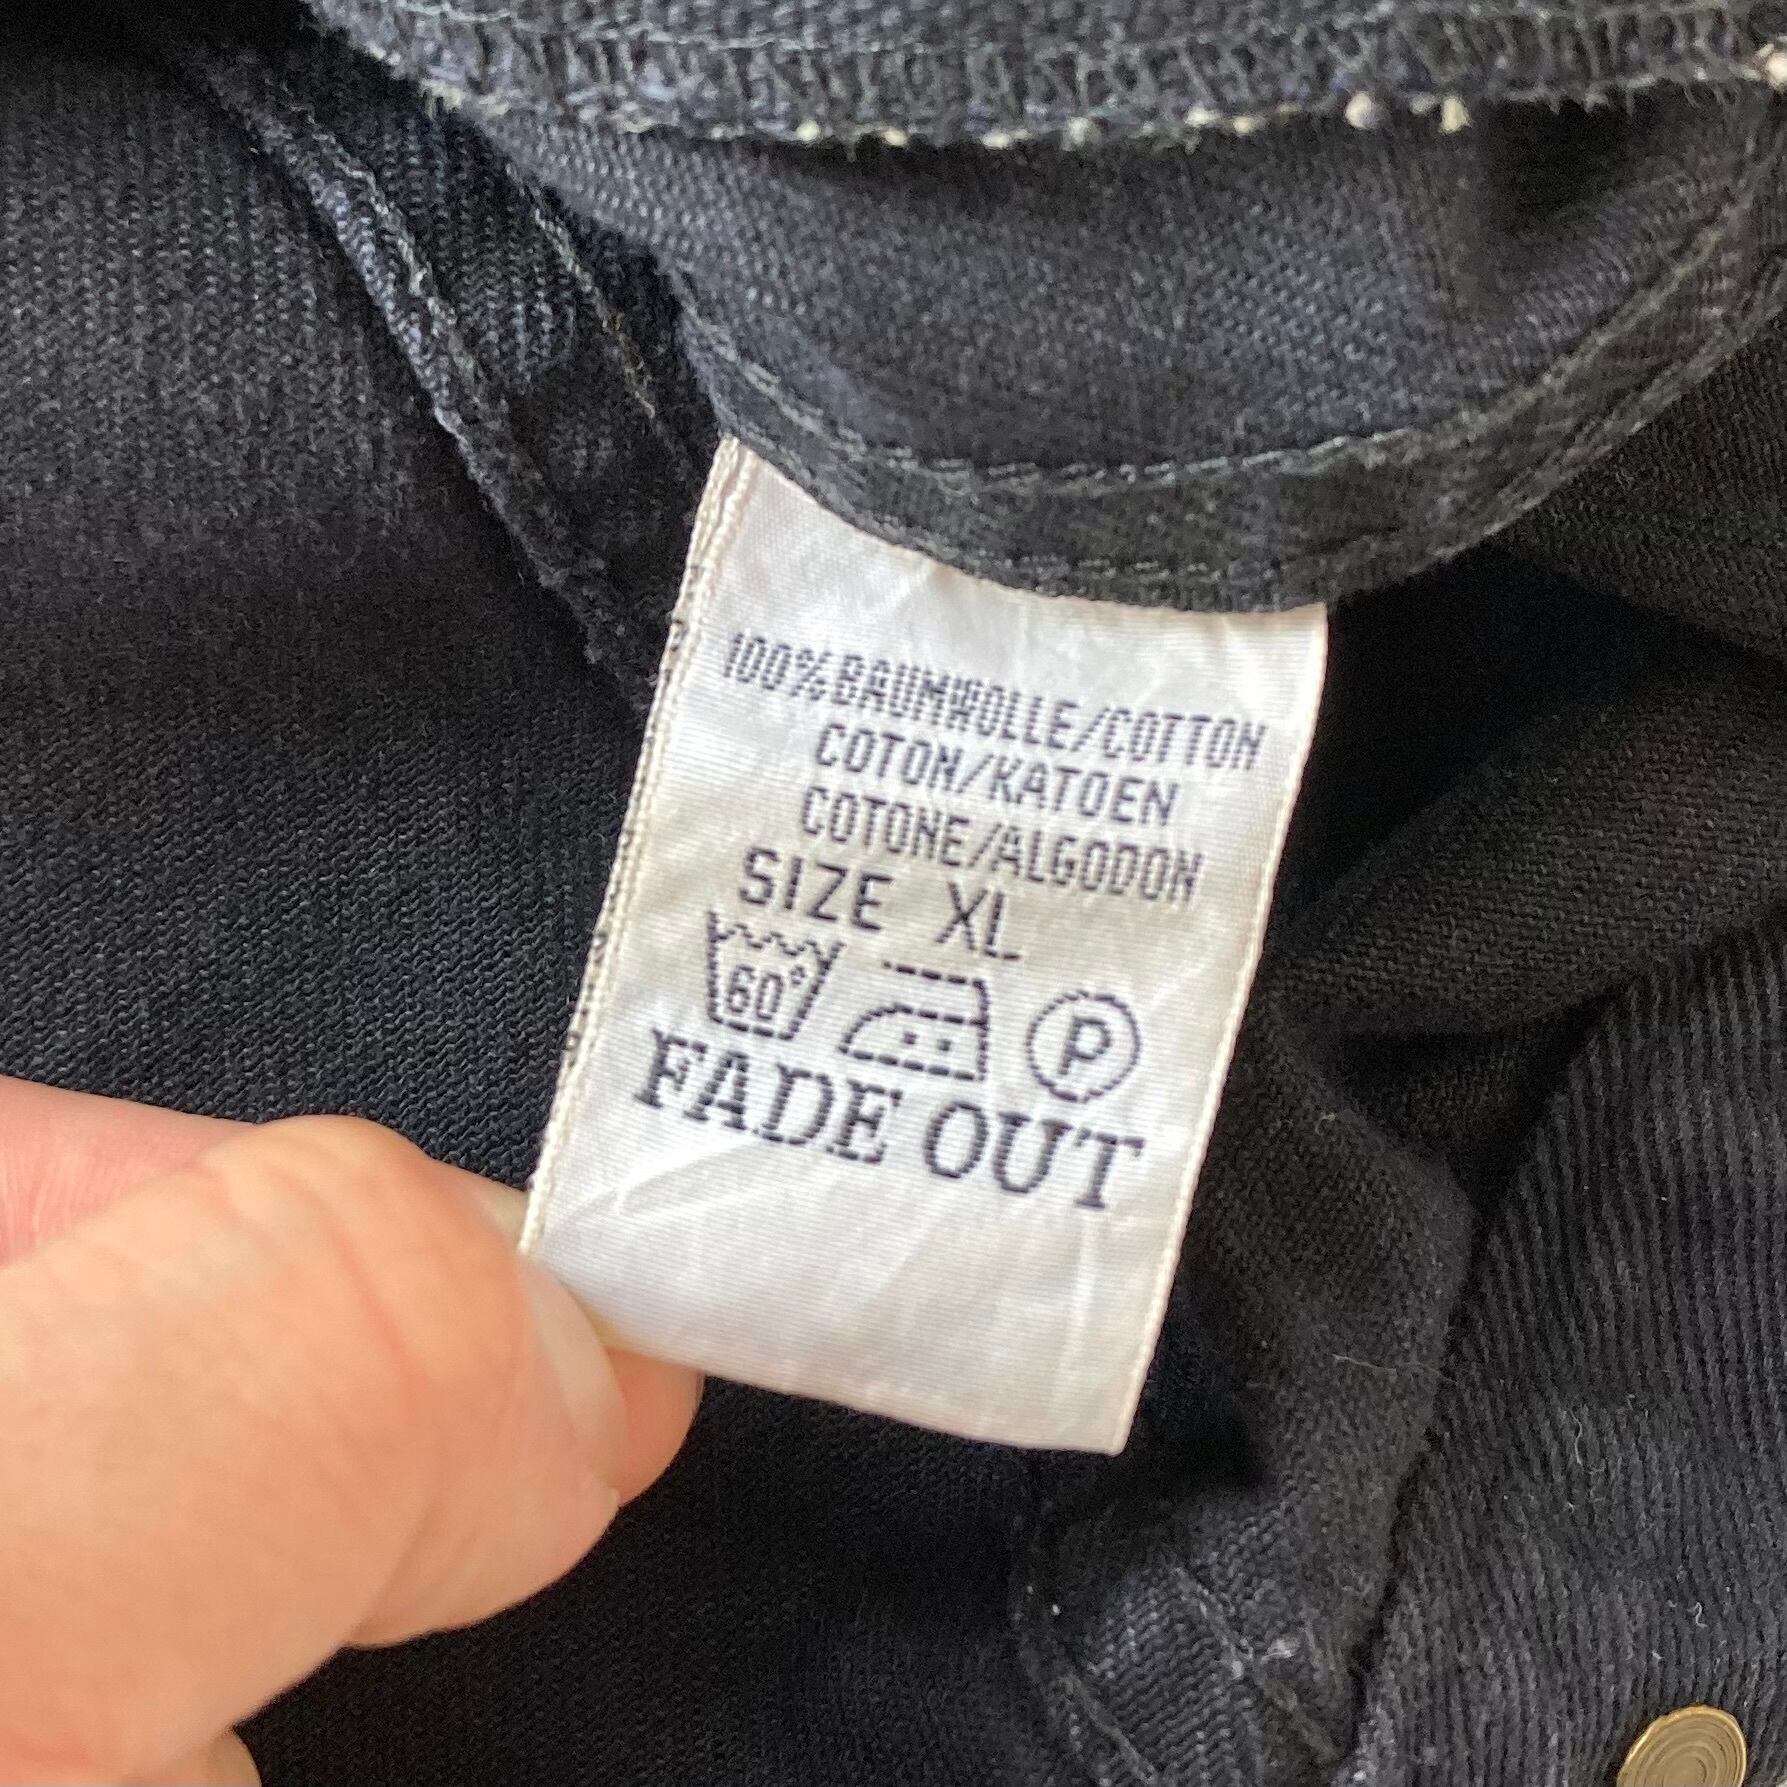 100%BAUMWOLLE/COTTON
COTON/KATOEN
COTONE/ALGODON
SIZE XL
60° P
FADE OUT